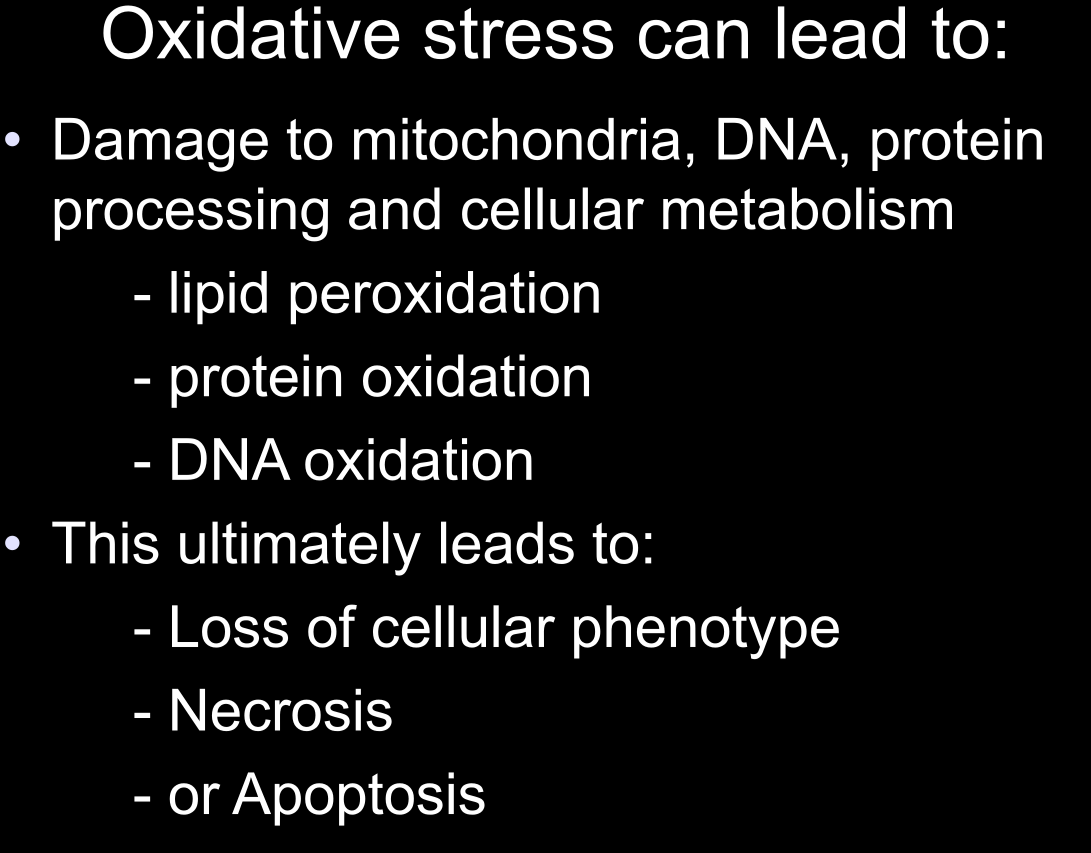 Oxidative stress can lead to:
• Damage to mitochondria, DNA, protein
processing and cellular metabolism
- lipid peroxidation
- protein oxidation
- DNA oxidation
• This ultimately leads to:
- Loss of cellular phenotype
- Necrosis
- or Apoptosis